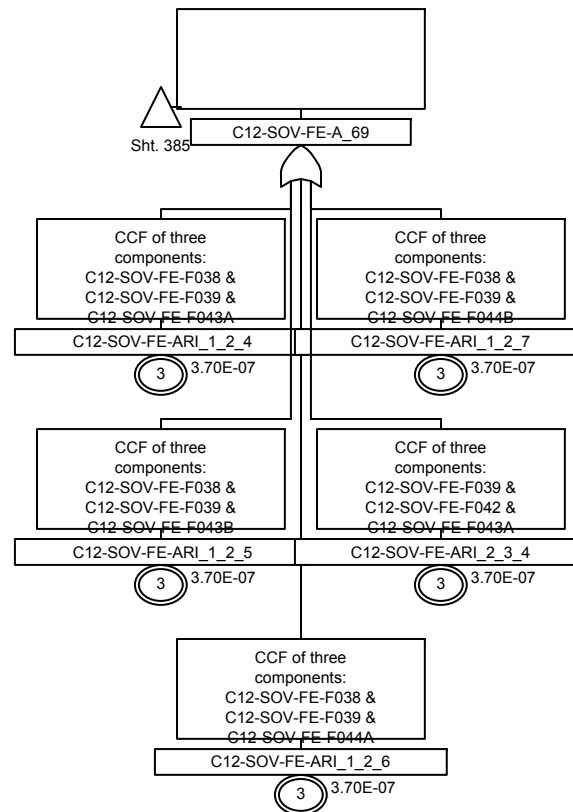 C12-SOV-FE-A_69
Sht. 385
CCF of three
components:
C12-SOV-FE-F038 &
C12-SOV-FE-F039 &
C12-SOV-FE-F043A
C12-SOV-FE-ARI_1_2_4
3
3.70E-07
CCF of three
components:
C12-SOV-FE-F038 &
C12-SOV-FE-F039 &
C12-SOV-FE-F044B
C12-SOV-FE-ARI_1_2_7
3
3.70E-07
CCF of three
components:
C12-SOV-FE-F038 &
C12-SOV-FE-F039 &
C12-SOV-FE-F043B
C12-SOV-FE-ARI_1_2_5
3
3.70E-07
CCF of three
components:
C12-SOV-FE-F039 &
C12-SOV-FE-F042 &
C12-SOV-FE-F043A
C12-SOV-FE-ARI_2_3_4
3
3.70E-07
CCF of three
components:
C12-SOV-FE-F038 &
C12-SOV-FE-F039 &
C12-SOV-FE-F044A
C12-SOV-FE-ARI_1_2_6
3
3.70E-07